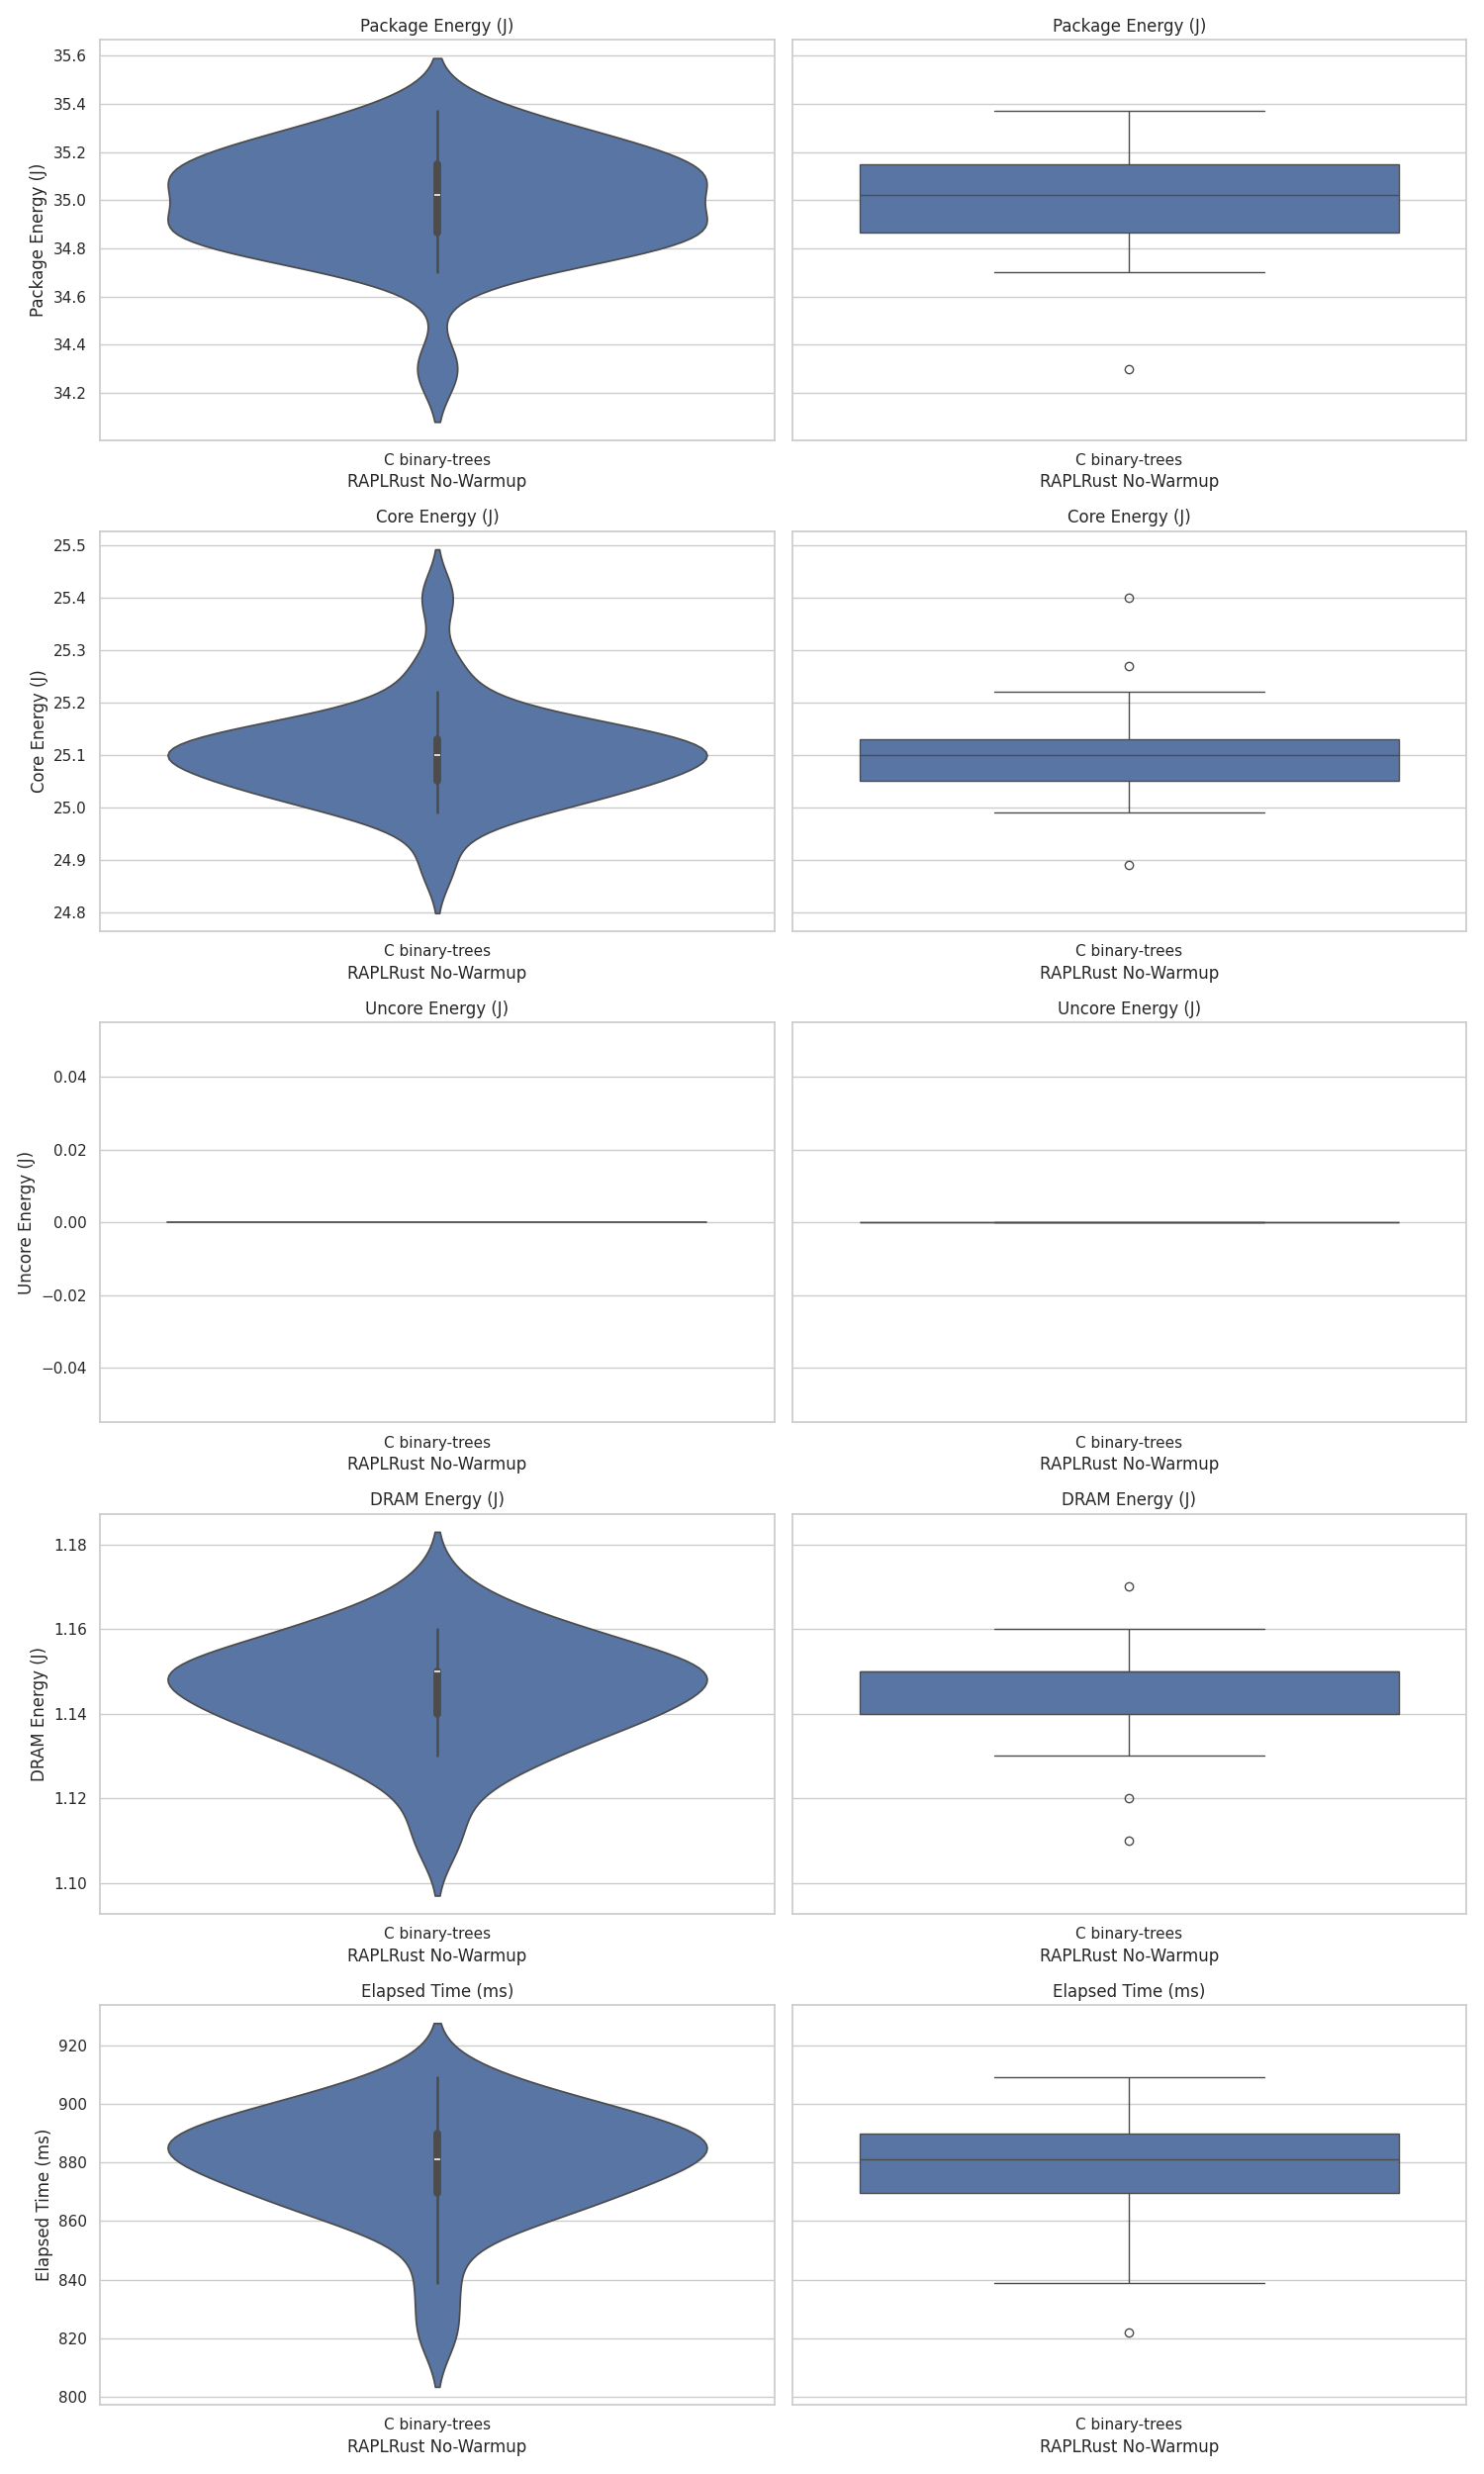 Package Energy (J)
Package Energy (J)
Package Energy (J)
35.6
35.4
35.2
35.0
34.8
34.6
34.4
34.2
C binary-trees
C binary-trees
RAPLRust No-Warmup
RAPLRust No-Warmup
Core Energy (J)
Core Energy (J)
Core Energy (J)
25.5
25.4
25.3
25.2
25.1
25.0
24.9
24.8
C binary-trees
C binary-trees
RAPLRust No-Warmup
RAPLRust No-Warmup
Uncore Energy (J)
Uncore Energy (J)
Uncore Energy (J)
0.04
0.02
0.00
−0.02
−0.04
C binary-trees
C binary-trees
RAPLRust No-Warmup
RAPLRust No-Warmup
DRAM Energy (J)
DRAM Energy (J)
DRAM Energy (J)
1.18
1.16
1.14
1.12
1.10
C binary-trees
C binary-trees
RAPLRust No-Warmup
RAPLRust No-Warmup
Elapsed Time (ms)
Elapsed Time (ms)
Elapsed Time (ms)
920
900
880
860
840
820
800
C binary-trees
C binary-trees
RAPLRust No-Warmup
RAPLRust No-Warmup